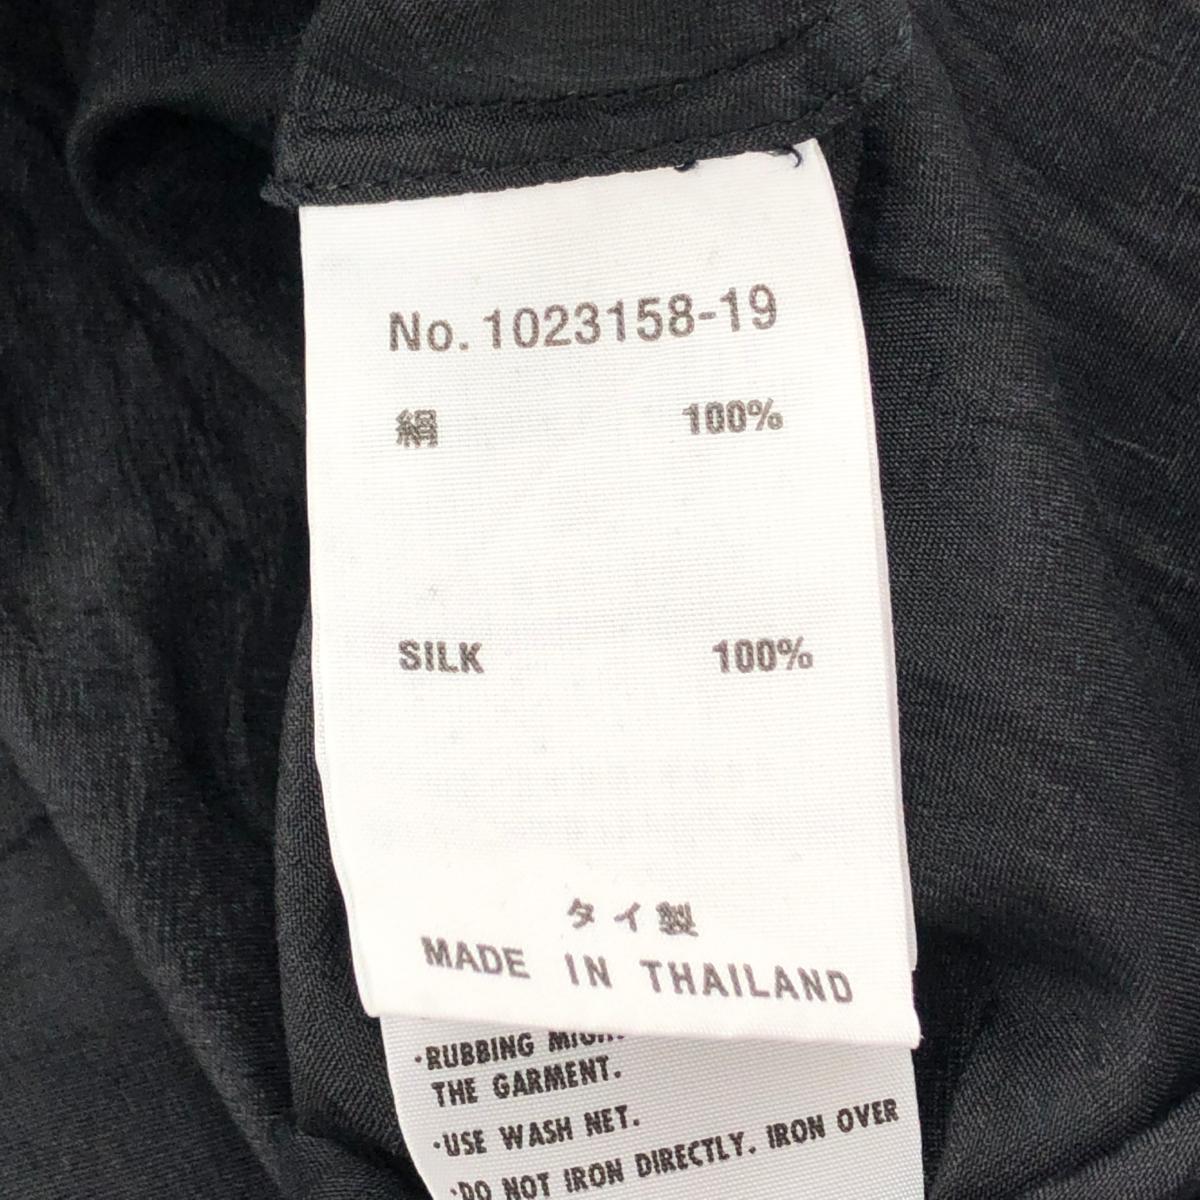 No. 1023158-19
絹 100%
SILK 100%
タイ製
MADE IN THAILAND
·RUBBING
THE GARMENT.
·USE WASH NET.
·DO NOT IRON DIRECTLY. IRON OVER